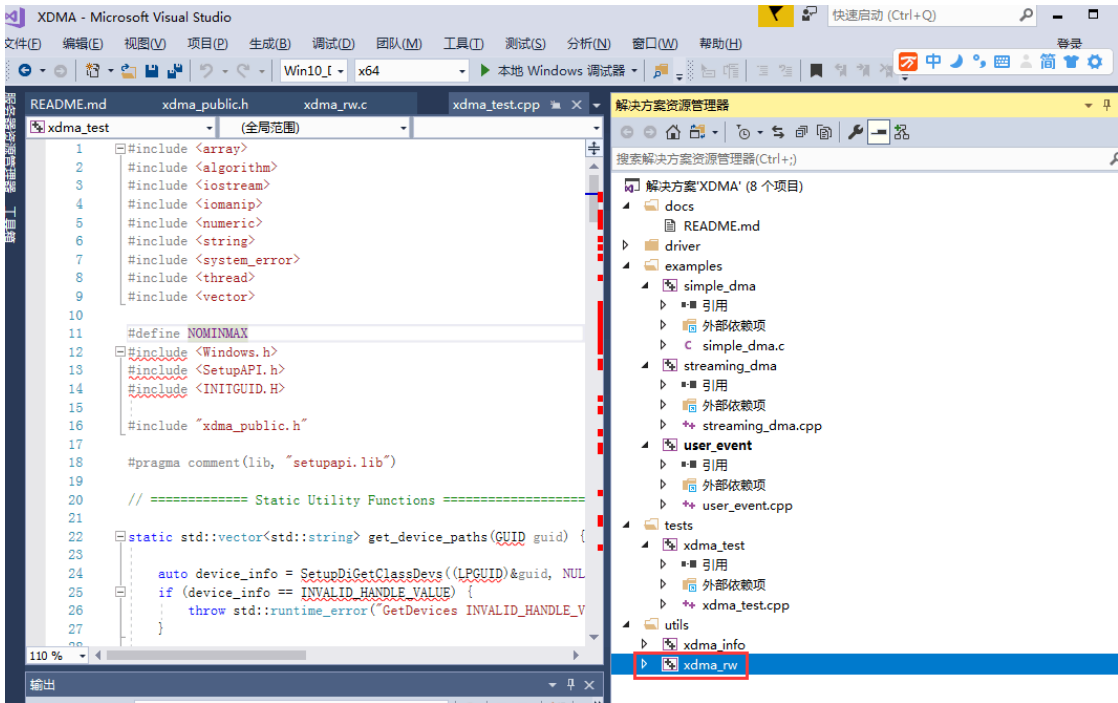 XDMA - Microsoft Visual Studio
快速启动 (Ctrl+Q)
文件(F) 编辑(E) 视图(V) 项目(P) 生成(B) 调试(D) 团队(M) 工具(T) 测试(S) 分析(N) 窗口(W) 帮助(H) 登录
Win10_[ x64 本地 Windows 调试器
中 简
README.md xdma_public.h xdma_rw.c xdma_test.cpp
xdma_test (全局范围)
1 #include <array>
2 #include <algorithm>
3 #include <iostream>
4 #include <iomanip>
5 #include <numeric>
6 #include <string>
7 #include <system_error>
8 #include <thread>
9 #include <vector>
10
11 #define NOMINMAX
12 #include <Windows.h>
13 #include <SetupAPI.h>
14 #include <INITGUID.H>
15
16 #include "xdma_public.h"
17
18 #pragma comment(lib, "setupapi.lib")
19
20 // ============= Static Utility Functions =====================
21
22 static std::vector<std::string> get_device_paths(GUID guid) {
23
24 auto device_info = SetupDiGetClassDevs((LPGUID)&guid, NUL
25 if (device_info == INVALID_HANDLE_VALUE) {
26 throw std::runtime_error("GetDevices INVALID_HANDLE_V
27 }
28
110 %
输出
解决方案资源管理器
搜索解决方案资源管理器(Ctrl+;)
解决方案'XDMA' (8 个项目)
docs
README.md
driver
examples
simple_dma
引用
外部依赖项
simple_dma.c
streaming_dma
引用
外部依赖项
streaming_dma.cpp
user_event
引用
外部依赖项
user_event.cpp
tests
xdma_test
引用
外部依赖项
xdma_test.cpp
utils
xdma_info
xdma_rw